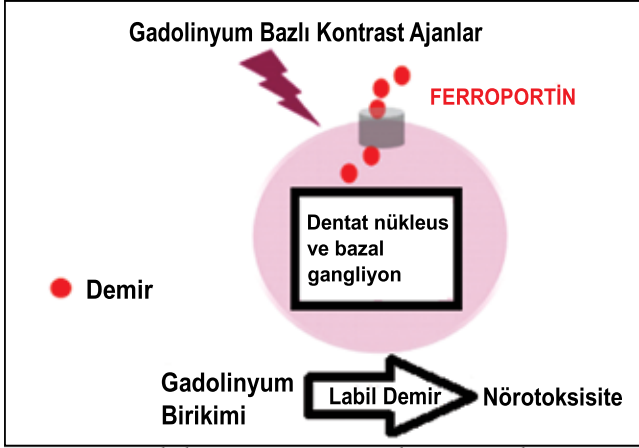 Gadolinyum Bazlı Kontrast Ajanlar
FERROPORTİN
Dentat nükleus
ve bazal
gangliyon
Demir
Gadolinyum
Birikimi
Labil Demir
Nörotoksisite